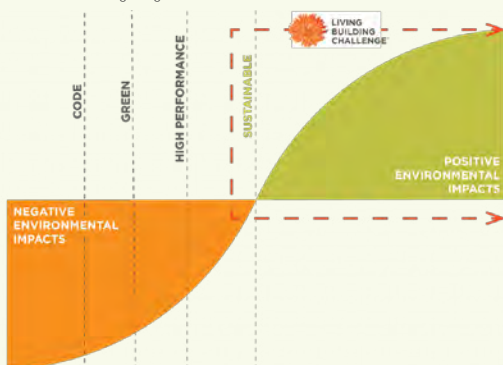 LIVING
BUILDING
CHALLENGE
CODE
GREEN
HIGH PERFORMANCE
SUSTAINABLE
POSITIVE
ENVIRONMENTAL
IMPACTS
NEGATIVE
ENVIRONMENTAL
IMPACTS